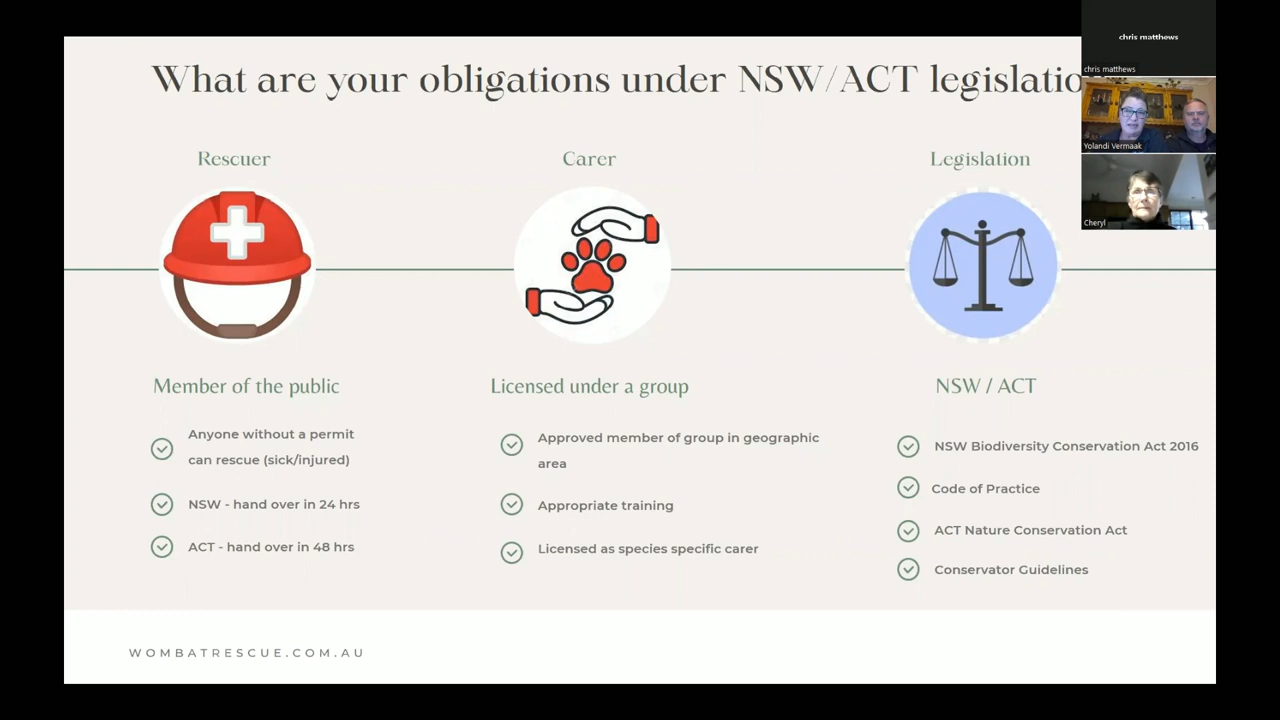 What are your obligations under NSW/ACT legislatio
chris matthews
chris matthews
Yolandi Vermaak
Cheryl
Rescuer
Carer
Legislation
Member of the public
Anyone without a permit
can rescue (sick/injured)
NSW - hand over in 24 hrs
ACT - hand over in 48 hrs
Licensed under a group
Approved member of group in geographic
area
Appropriate training
Licensed as species specific carer
NSW / ACT
NSW Biodiversity Conservation Act 2016
Code of Practice
ACT Nature Conservation Act
Conservator Guidelines
WOMBATRESCUE.COM.AU